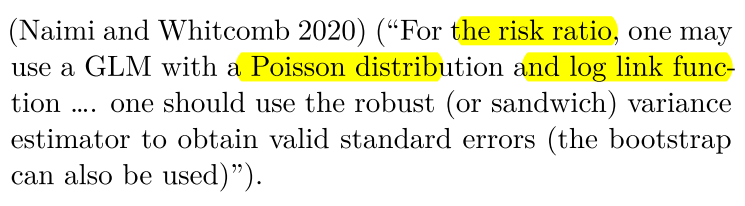 (Naimi and Whitcomb 2020) (“For the risk ratio, one may
use a GLM with a Poisson distribution and log link func-
tion .... one should use the robust (or sandwich) variance
estimator to obtain valid standard errors (the bootstrap
can also be used)”).